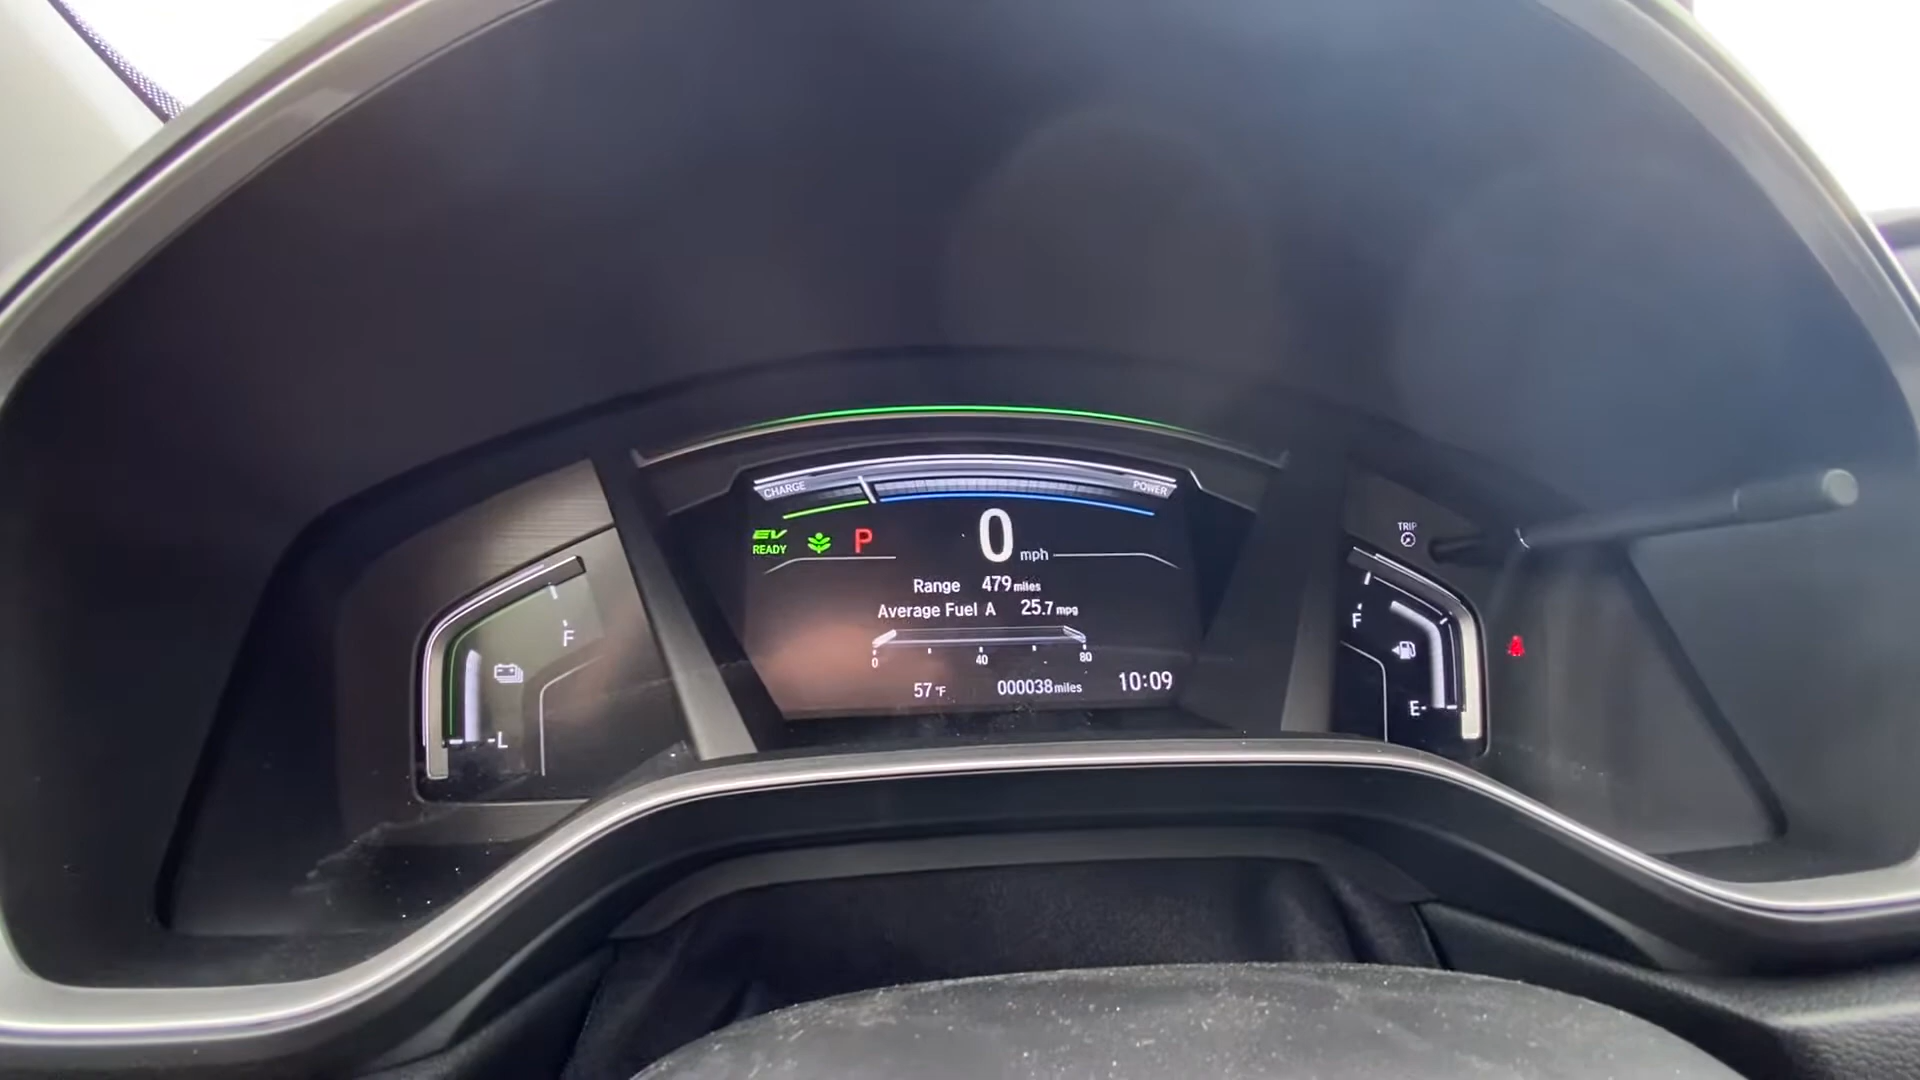 CHARGE
POWER
EV
READY
P
0 mph
TRIP
Range 479 miles
Average Fuel A 25.7 mpg
0 40 80
57 °F 000038 miles 10:09
F
L
F
E